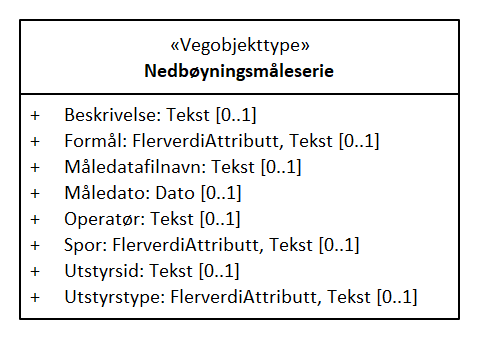 «Vegobjekttype»
Nedbøyningsmåleserie
+ Beskrivelse: Tekst [0..1]
+ Formål: FlerverdiAttributt, Tekst [0..1]
+ Måledatafilnavn: Tekst [0..1]
+ Måledato: Dato [0..1]
+ Operatør: Tekst [0..1]
+ Spor: FlerverdiAttributt, Tekst [0..1]
+ Utstyrsid: Tekst [0..1]
+ Utstyrstype: FlerverdiAttributt, Tekst [0..1]